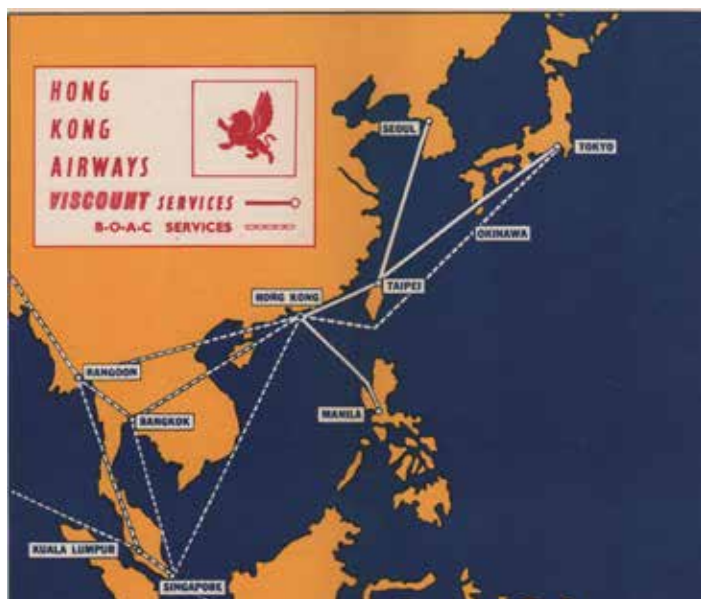 HONG
KONG
AIRWAYS
VISCOUNT SERVICES
B-O-A-C SERVICES
SEOUL
TOKYO
OKINAWA
TAIPEI
HONG KONG
RANGOON
MANILA
BANGKOK
KUALA LUMPUR
SINGAPORE